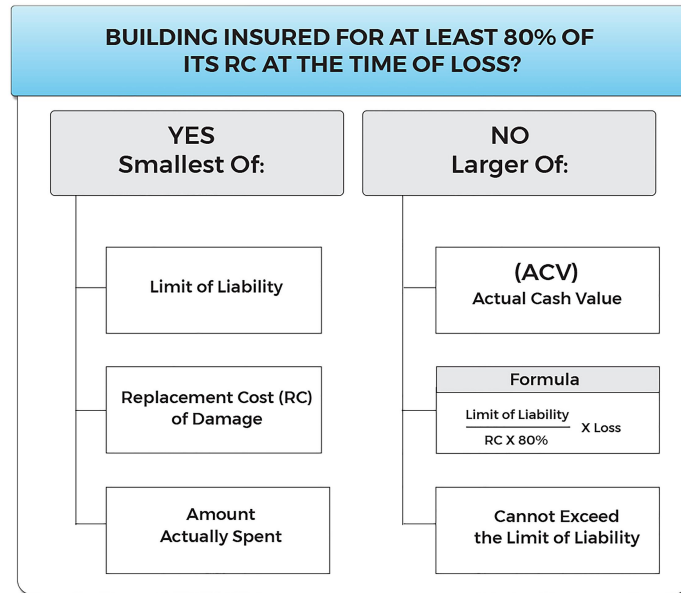 BUILDING INSURED FOR AT LEAST 80% OF
ITS RC AT THE TIME OF LOSS?
YES
Smallest Of:
Limit of Liability
Replacement Cost (RC)
of Damage
Amount
Actually Spent
NO
Larger Of:
(ACV)
Actual Cash Value
Formula
Limit of Liability
RC X 80%
X Loss
Cannot Exceed
the Limit of Liability